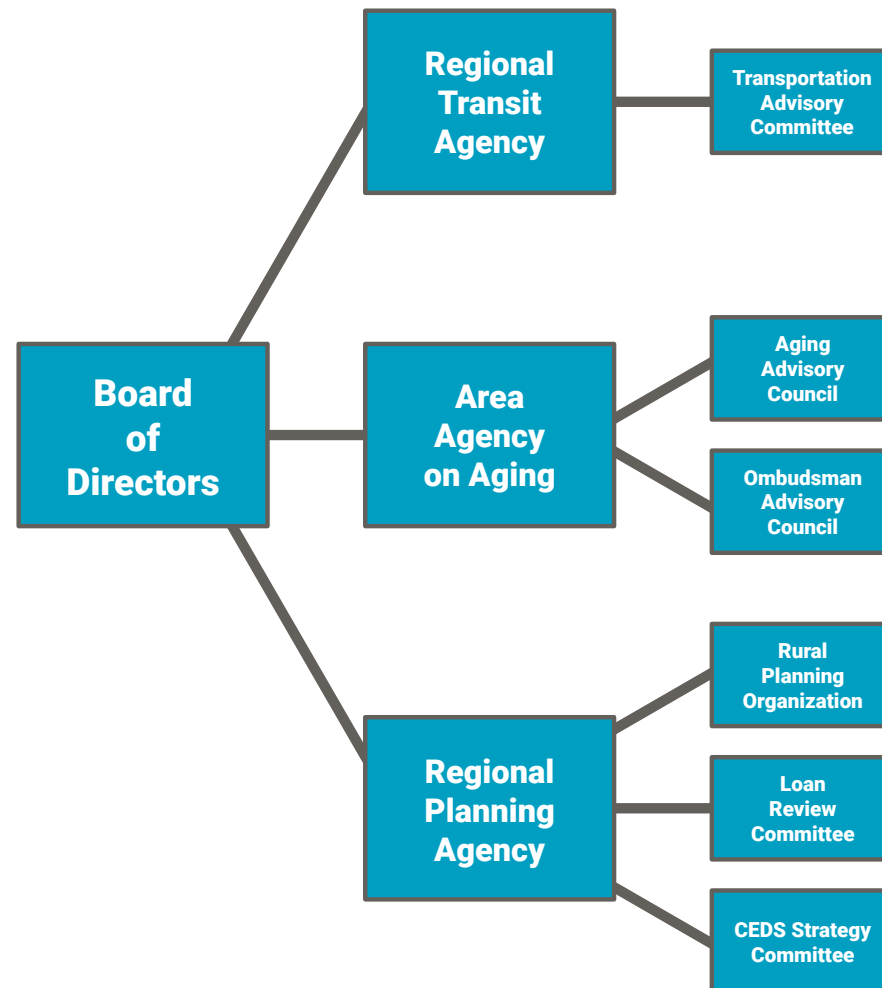 Regional
Transit
Agency
Transportation
Advisory
Committee
Board
of
Directors
Area
Agency
on Aging
Aging
Advisory
Council
Ombudsman
Advisory
Council
Regional
Planning
Agency
Rural
Planning
Organization
Loan
Review
Committee
CEDS Strategy
Committee